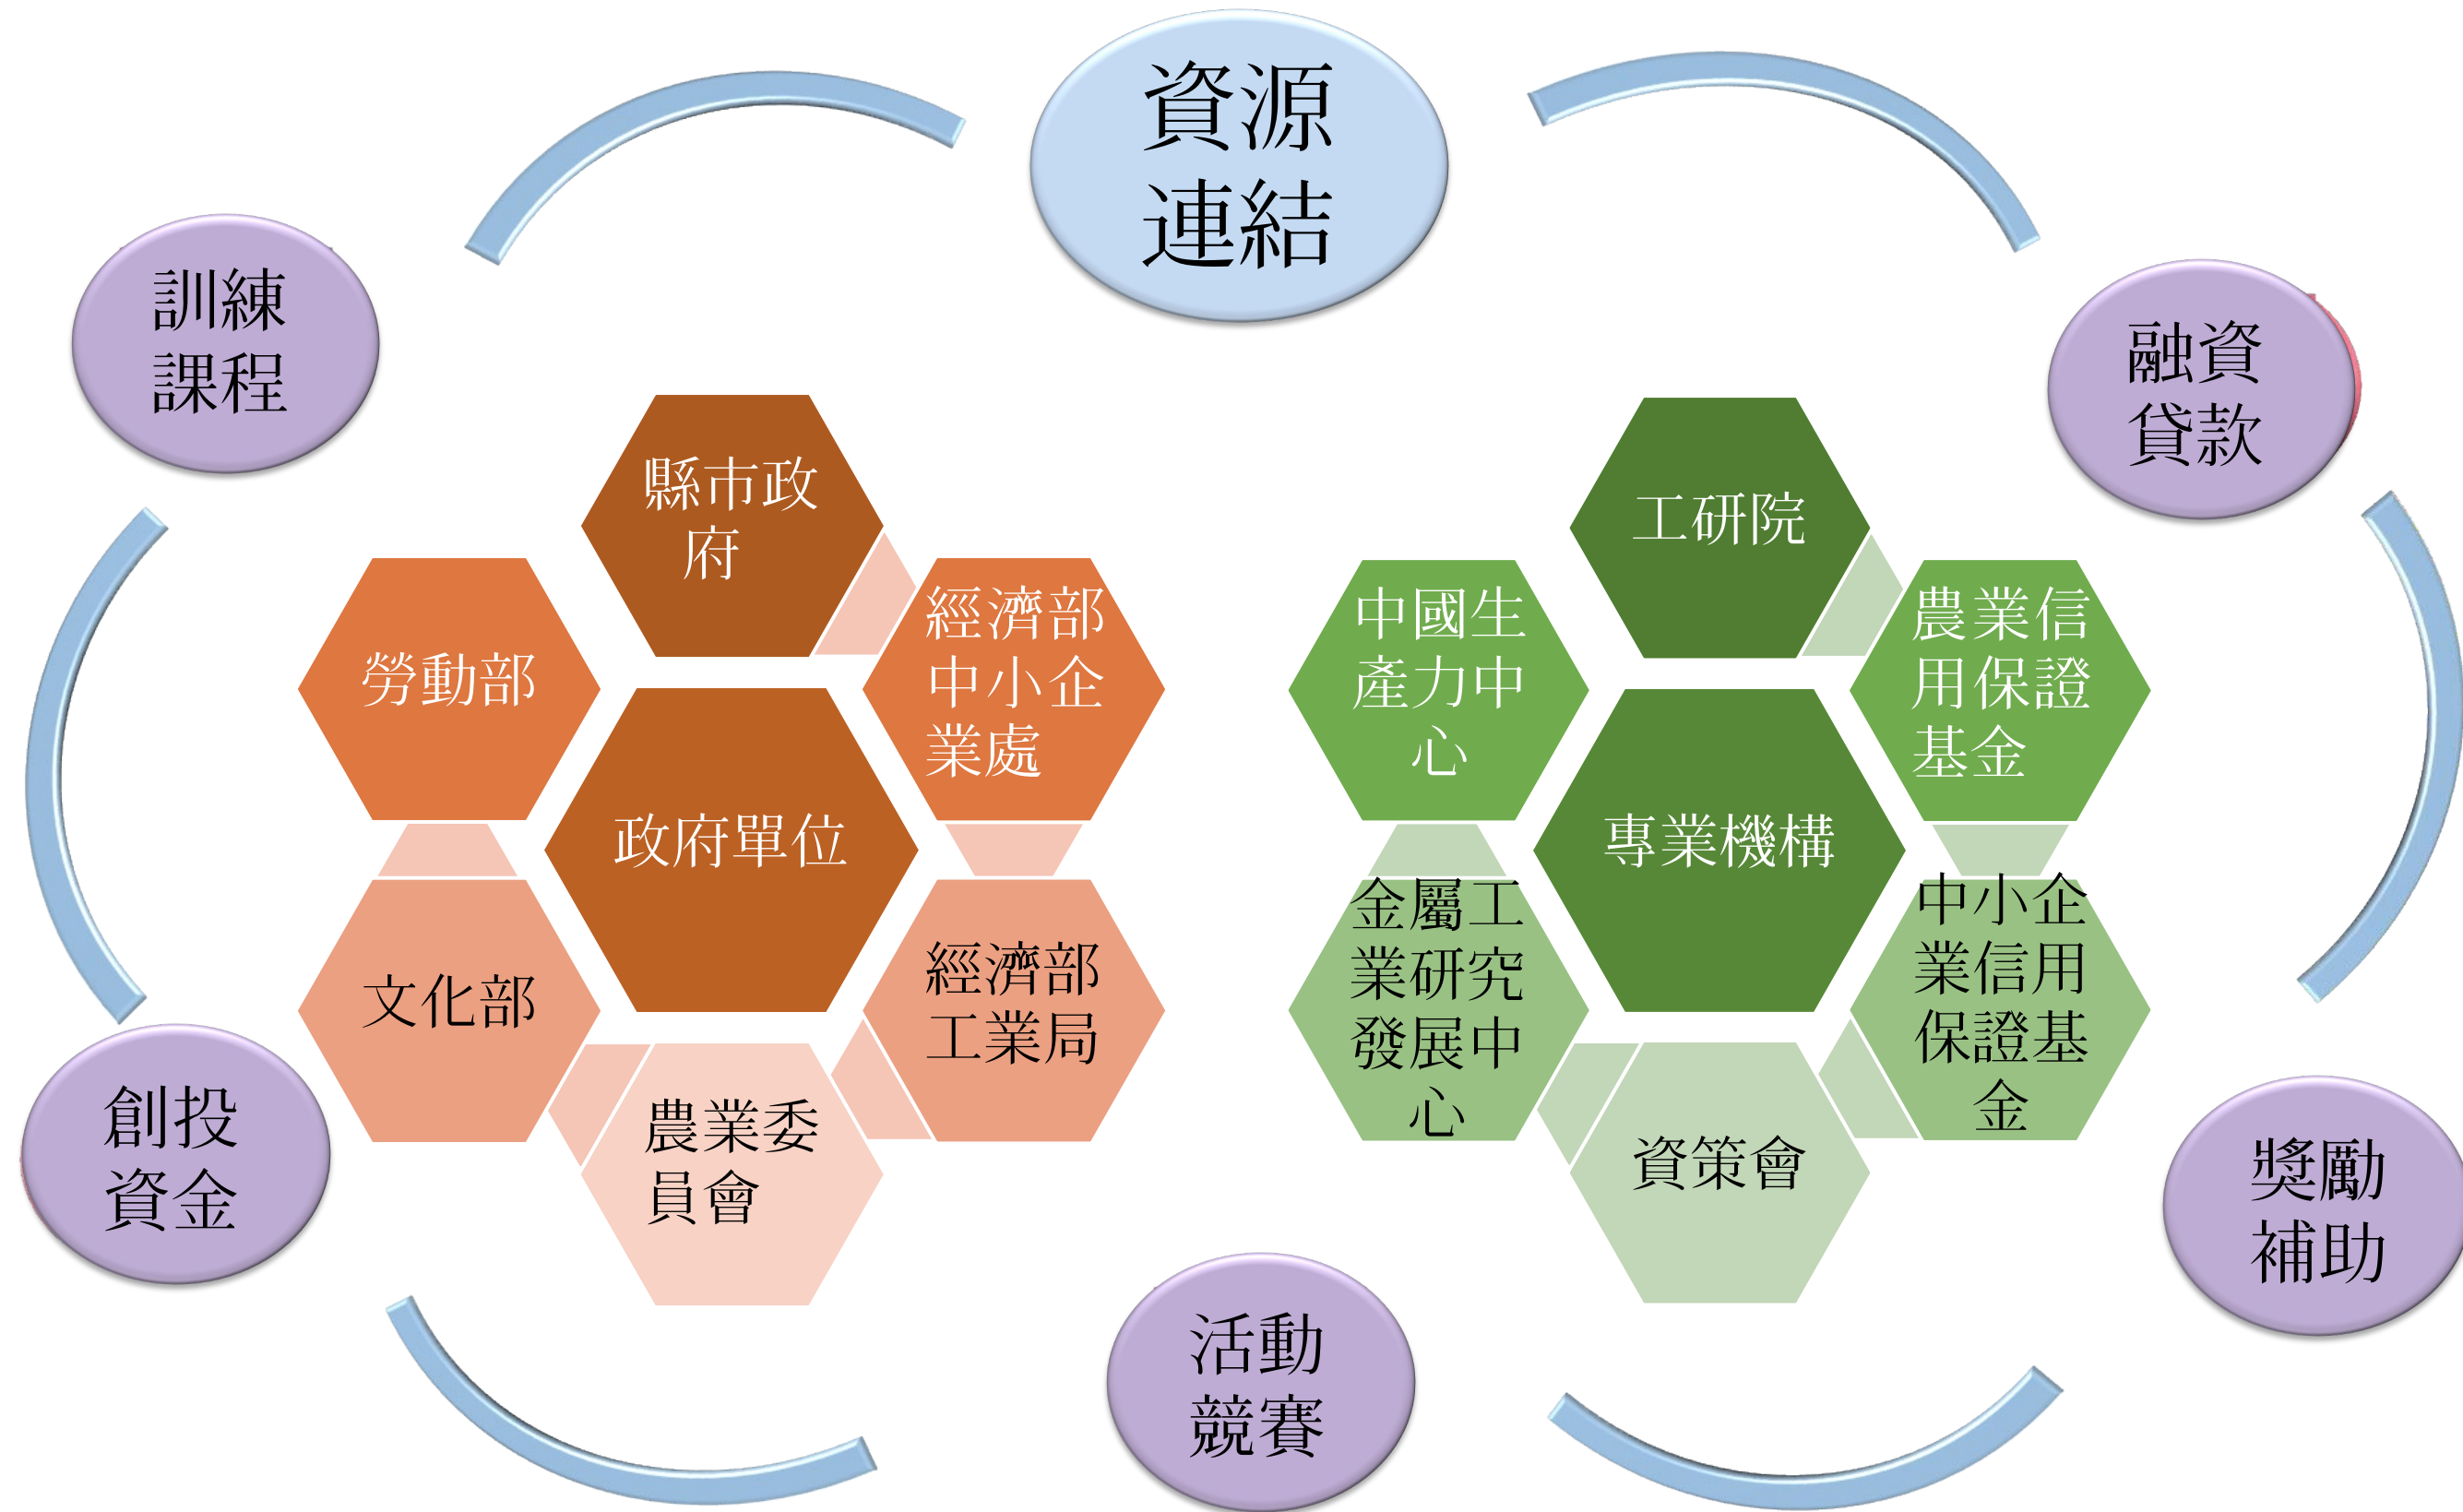 資源
連結
訓練
課程
融資
貸款
縣市政
府
勞動部
經濟部
中小企
業處
政府單位
文化部
經濟部
工業局
農業委
員會
工研院
中國生
產力中
心
農業信
用保證
基金
專業機構
金屬工
業研究
發展中
心
中小企
業信用
保證基
金
資策會
創投
資金
獎勵
補助
活動
競賽